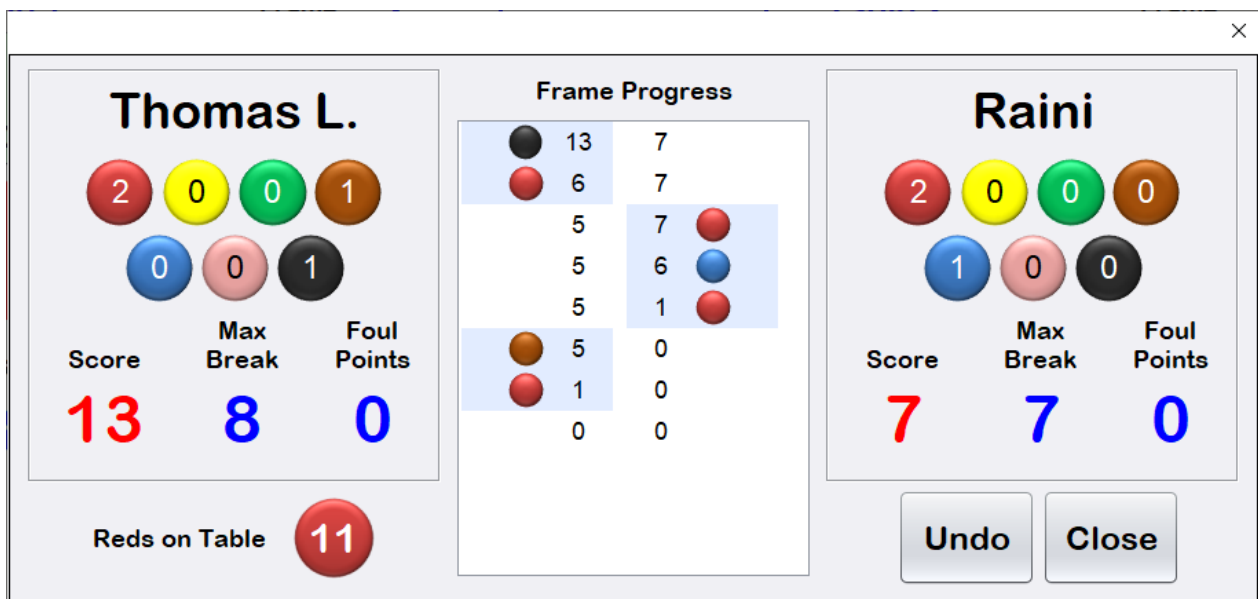 Thomas L.
2 0 0 1
0 0 1
Score Max Break Foul Points
13 8 0
Reds on Table 11
Frame Progress
13 7
6 7
5 7
5 6
5 1
5 0
1 0
0 0
Raini
2 0 0 0
1 0 0
Score Max Break Foul Points
7 7 0
Undo Close